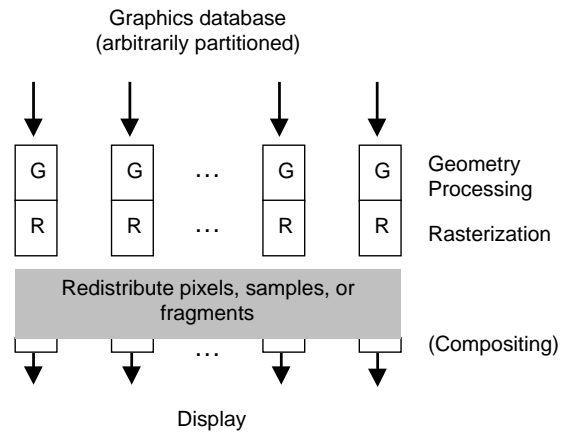 Graphics database
(arbitrarily partitioned)
G G ... G G
Geometry
Processing
R R ... R R
Rasterization
Redistribute pixels, samples, or
fragments
...
(Compositing)
Display